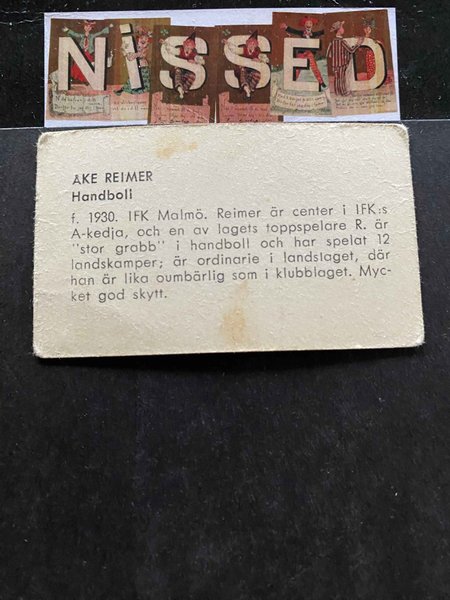 NISSED
ÅKE REIMER
Handboll
f. 1930. IFK Malmö. Reimer är center i IFK:s
A-kedja, och en av lagets toppspelare R. är
"stor grabb" i handboll och har spelat 12
landskamper; är ordinarie i landslaget, där
han är lika oumbärlig som i klubblaget. Myc-
ket god skytt.